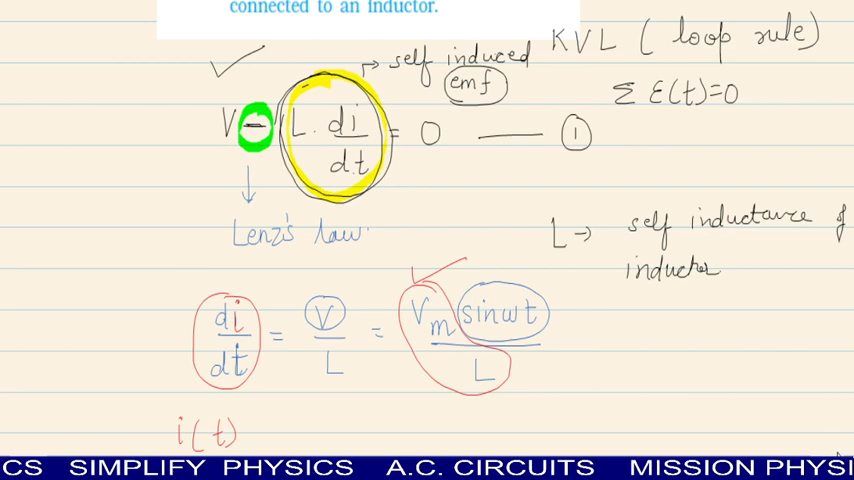 connected to an inductor.
KVL ( loop rule)
self induced
emf
Σ ε(t)=0
V - L. di/dt = 0 ①
Lenz's law.
L → self inductance of
inductor
di/dt = V/L = Vm sinωt/L
i( t)
CS SIMPLIFY PHYSICS A.C. CIRCUITS MISSION PHYSI